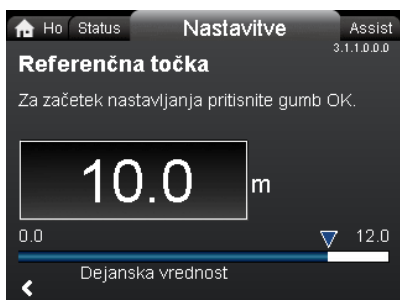 Ho Status Nastavitve Assist
3.1.1.0.0.0
Referenčna točka
Za začetek nastavljanja pritisnite gumb OK.
10.0 m
0.0 12.0
Dejanska vrednost